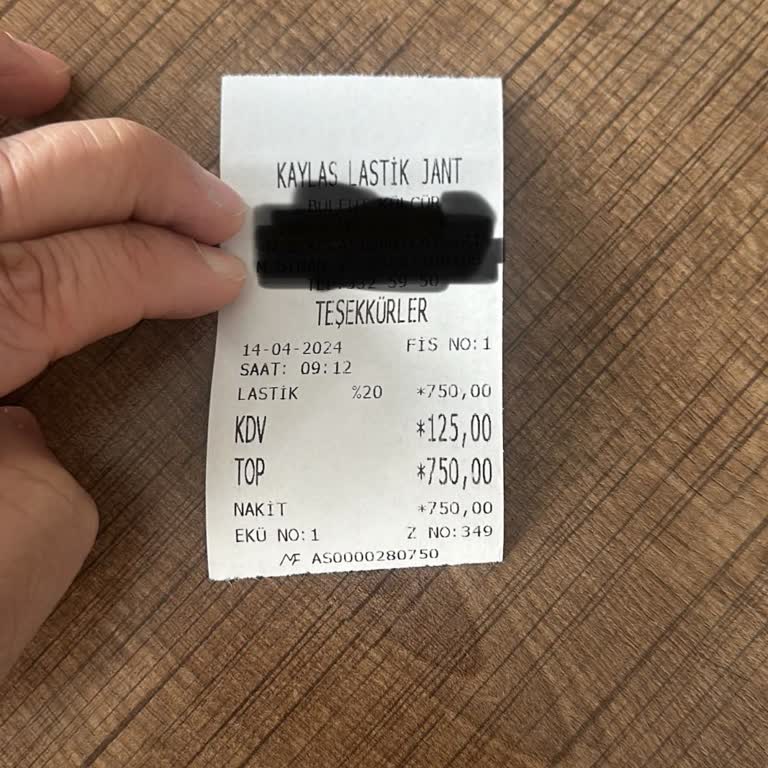 KAYLAS LASTİK JANT
TEŞEKKÜRLER
14-04-2024 FİS NO:1
SAAT: 09:12
LASTİK %20 *750,00
KDV *125,00
TOP *750,00
NAKİT *750,00
EKÜ NO:1 Z NO:349
MF AS0000280750